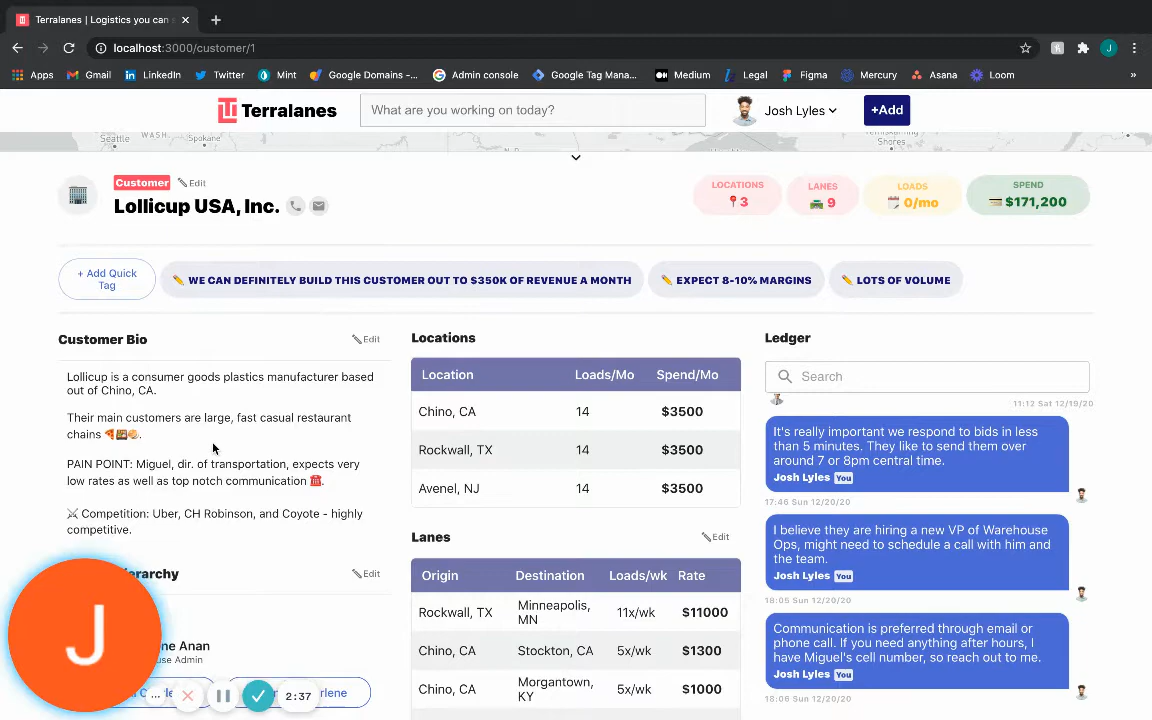 Terralanes | Logistics you can
localhost:3000/customer/1
Apps Gmail LinkedIn Twitter Mint Google Domains -... Admin console Google Tag Mana... Medium Legal Figma Mercury Asana Loom »
Terralanes
What are you working on today?
Josh Lyles
+Add
WASH.
Seattle
Spokane
Shores
Customer
Edit
Lollicup USA, Inc.
LOCATIONS
3
LANES
9
LOADS
0/mo
SPEND
$171,200
+ Add Quick
Tag
WE CAN DEFINITELY BUILD THIS CUSTOMER OUT TO $350K OF REVENUE A MONTH
EXPECT 8-10% MARGINS
LOTS OF VOLUME
Customer Bio
Edit
Lollicup is a consumer goods plastics manufacturer based
out of Chino, CA.
Their main customers are large, fast casual restaurant
chains 🍕🍱🍤.
PAIN POINT: Miguel, dir. of transportation, expects very
low rates as well as top notch communication ☎️.
⚔️ Competition: Uber, CH Robinson, and Coyote - highly
competitive.
erarchy
Edit
ne Anan
use Admin
rlene
J
2:37
Locations
Location Loads/Mo Spend/Mo
Chino, CA 14 $3500
Rockwall, TX 14 $3500
Avenel, NJ 14 $3500
Lanes
Edit
Origin Destination Loads/wk Rate
Rockwall, TX Minneapolis, MN 11x/wk $11000
Chino, CA Stockton, CA 5x/wk $1300
Chino, CA Morgantown, KY 5x/wk $1000
Ledger
Search
11:12 Sat 12/19/20
It's really important we respond to bids in less
than 5 minutes. They like to send them over
around 7 or 8pm central time.
Josh Lyles You
17:46 Sun 12/20/20
I believe they are hiring a new VP of Warehouse
Ops, might need to schedule a call with him and
the team.
Josh Lyles You
18:05 Sun 12/20/20
Communication is preferred through email or
phone call. If you need anything after hours, I
have Miguel's cell number, so reach out to me.
Josh Lyles You
18:06 Sun 12/20/20